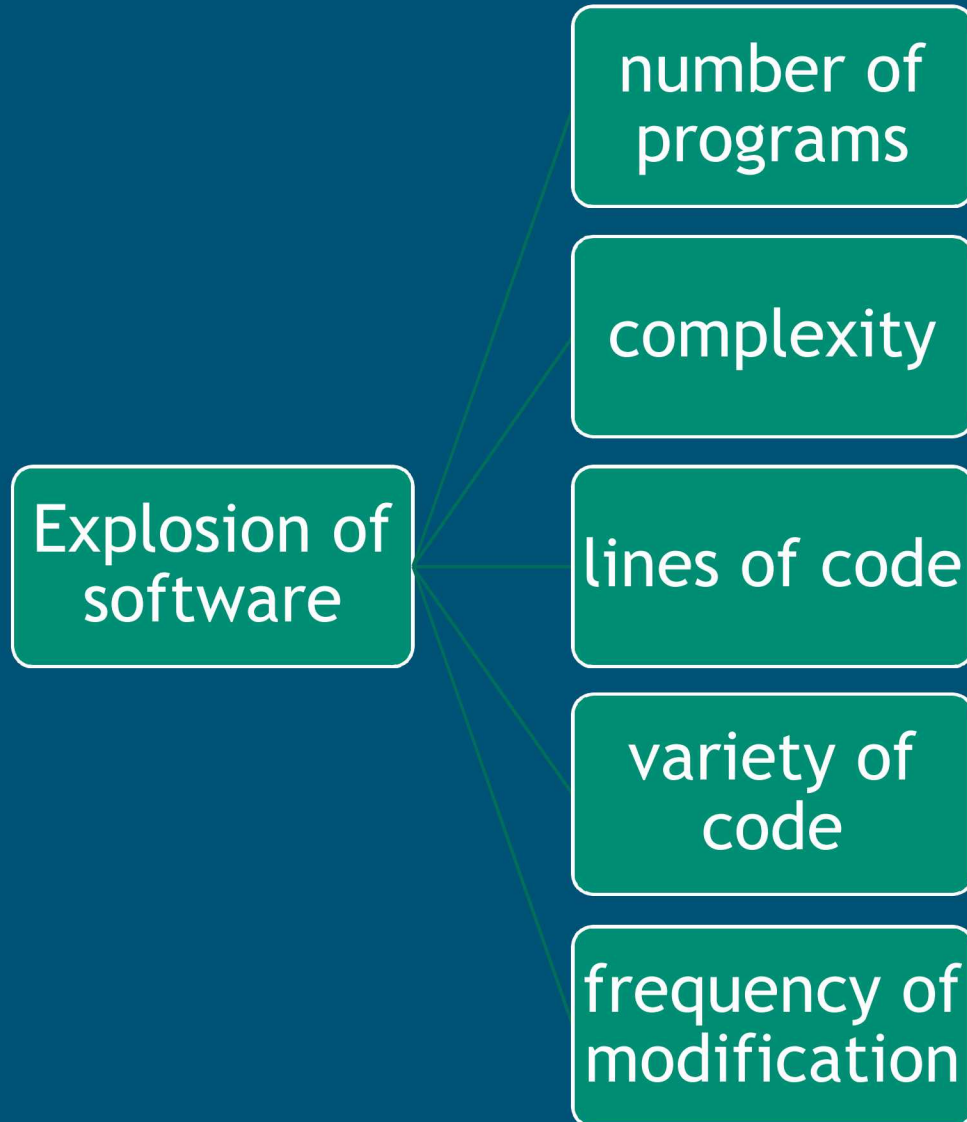 Explosion of
software
number of
programs
complexity
lines of code
variety of
code
frequency of
modification